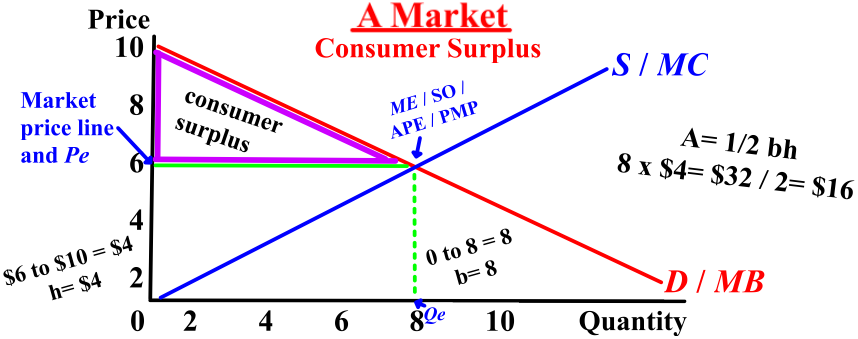 A Market
Consumer Surplus
Price
10
8
6
4
2
0
2
4
6
8
10
Qe
Quantity
Market
price line
and Pe
consumer
surplus
ME / SO /
APE / PMP
S / MC
D / MB
A= 1/2 bh
8 x $4= $32 / 2= $16
$6 to $10 = $4
h= $4
0 to 8 = 8
b= 8